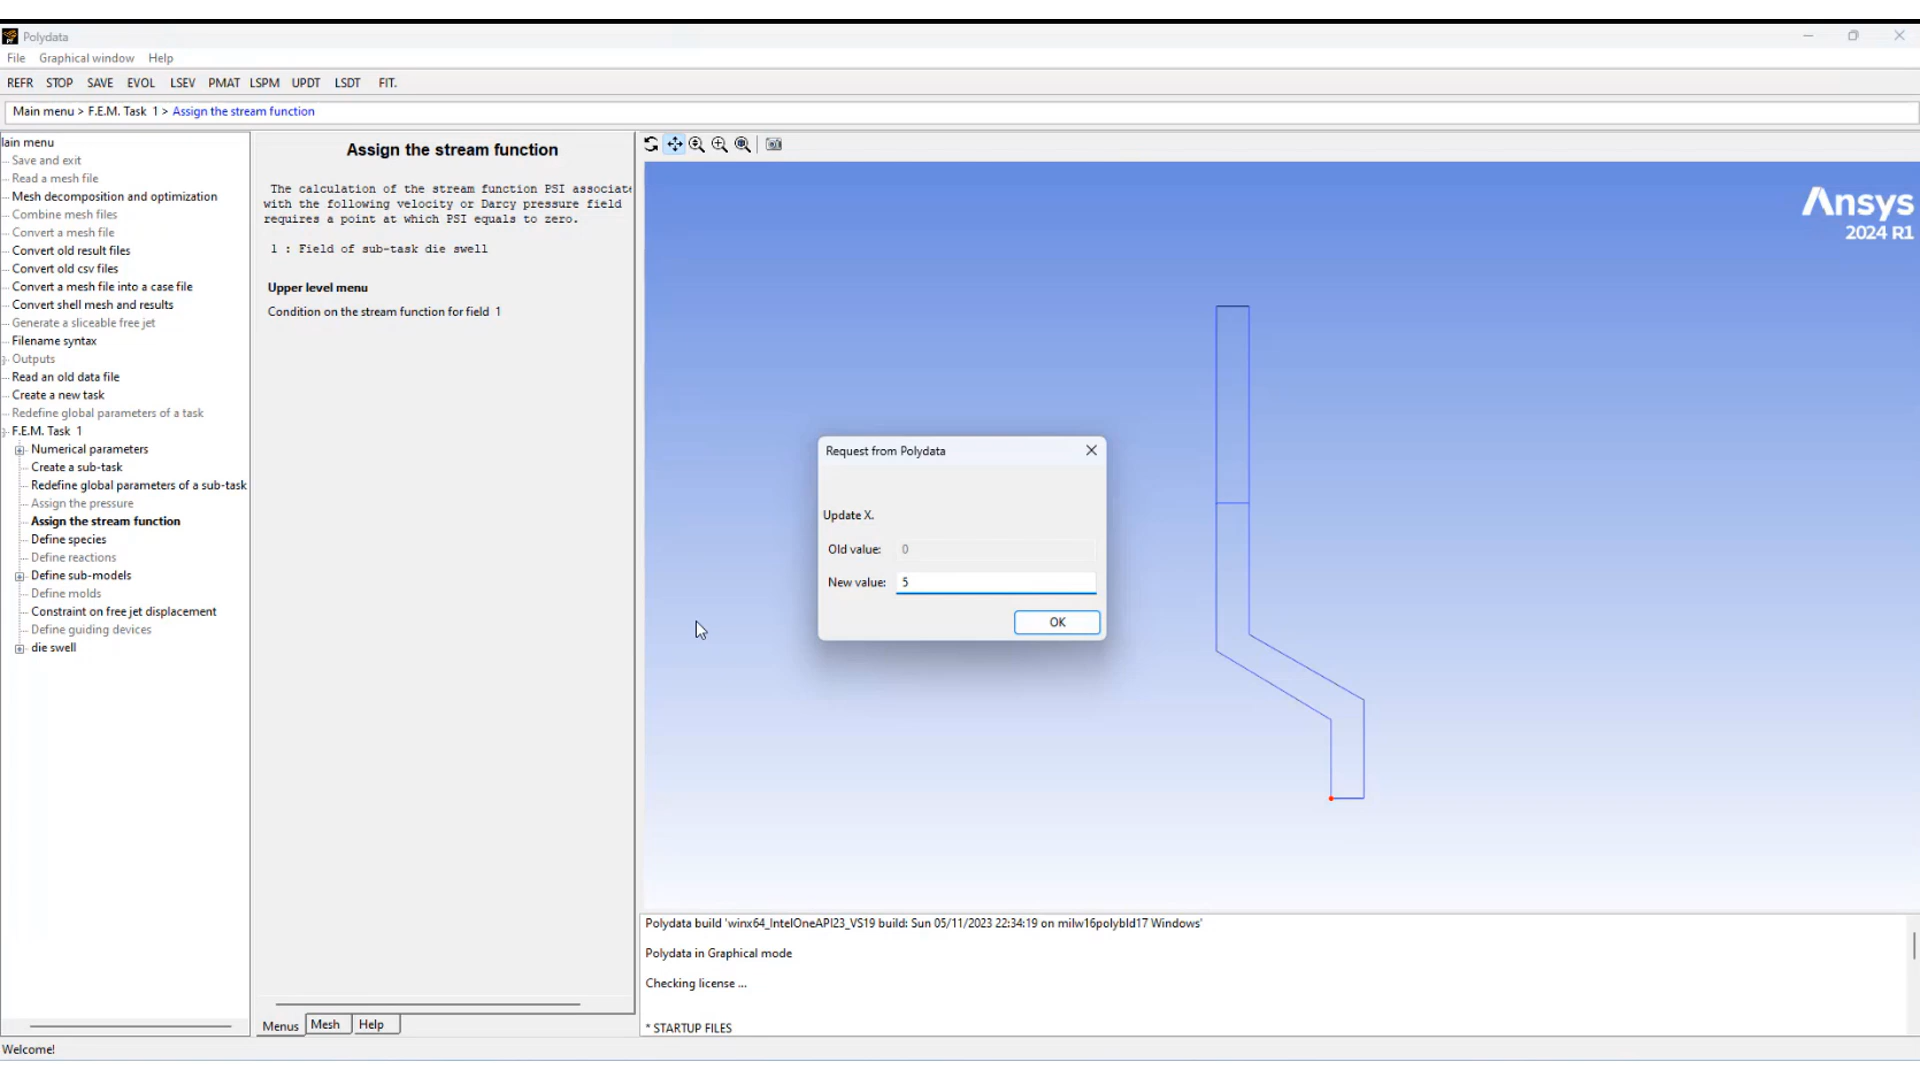 Polydata
File Graphical window Help
REFR STOP SAVE EVOL LSEV PMAT LSPM UPDT LSDT FIT.
Main menu > F.E.M. Task 1 > Assign the stream function
lain menu
Save and exit
Read a mesh file
Mesh decomposition and optimization
Combine mesh files
Convert a mesh file
Convert old result files
Convert old csv files
Convert a mesh file into a case file
Convert shell mesh and results
Generate a sliceable free jet
Filename syntax
Outputs
Read an old data file
Create a new task
Redefine global parameters of a task
F.E.M. Task 1
Numerical parameters
Create a sub-task
Redefine global parameters of a sub-task
Assign the pressure
Assign the stream function
Define species
Define reactions
Define sub-models
Define molds
Constraint on free jet displacement
Define guiding devices
die swell
Assign the stream function
The calculation of the stream function PSI associate
with the following velocity or Darcy pressure field
requires a point at which PSI equals to zero.
1 : Field of sub-task die swell
Upper level menu
Condition on the stream function for field 1
Menus Mesh Help
Ansys
2024 R1
Request from Polydata
Update X.
Old value: 0
New value: 5
OK
Polydata build 'winx64_IntelOneAPI23_VS19 build: Sun 05/11/2023 22:34:19 on milw16polybld17 Windows'
Polydata in Graphical mode
Checking license ...
* STARTUP FILES
Welcome!